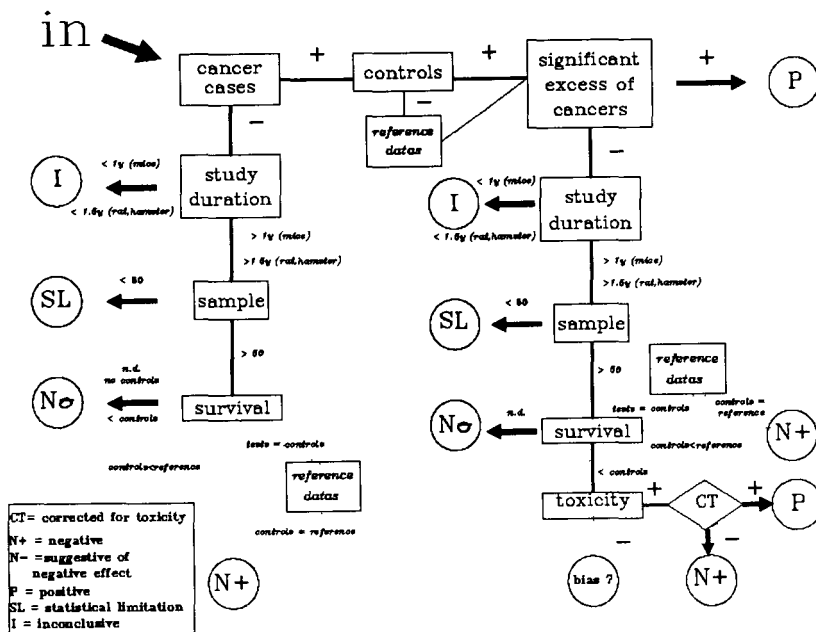 in
cancer
cases
+
controls
+
significant
excess of
cancers
+
P
−
−
reference
datas
−
I
< 1y (mice)
< 1.5y (rat,hamster)
study
duration
I
< 1y (mice)
< 1.5y (rat,hamster)
study
duration
> 1y (mice)
>1.5y (rat,hamster)
> 1y (mice)
>1.5y (rat,hamster)
SL
< 50
sample
SL
< 50
sample
> 50
> 50
reference
datas
n.d.
no controls
< controls
survival
n.d.
survival
tests = controls
controls =
reference
controls<reference
N+
tests = controls
controls<reference
reference
datas
controls = reference
< controls
toxicity
+
CT
+
P
−
−
bias ?
N+
N+
CT= corrected for toxicity
N+ = negative
N− =suggestive of
negative effect
P = positive
SL = statistical limitation
I = inconclusive